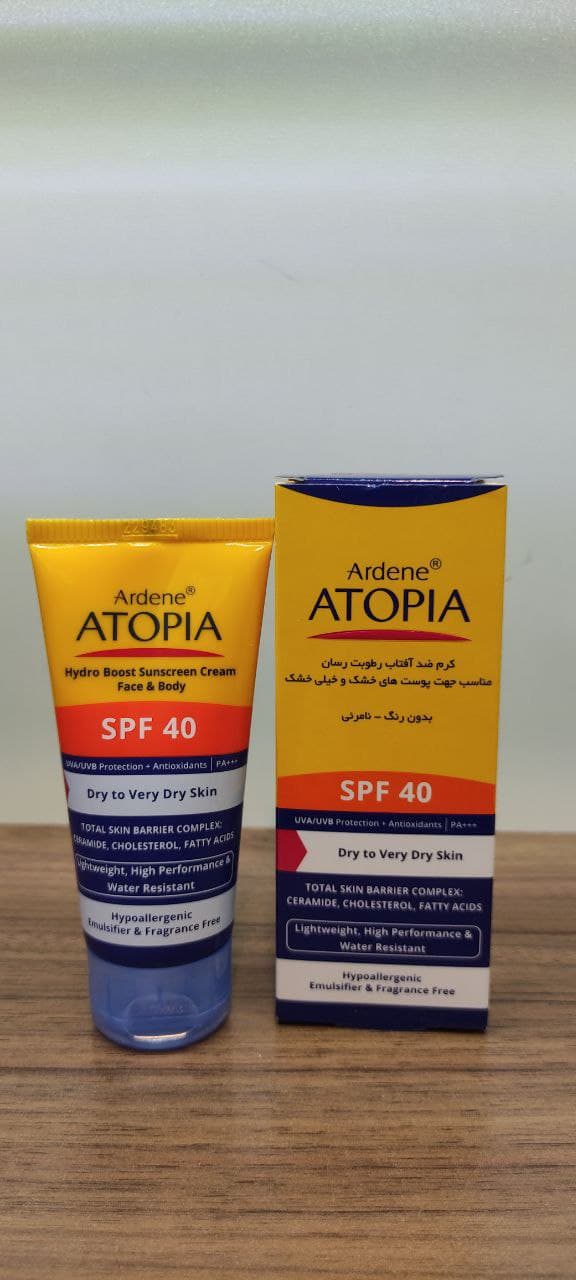 Ardene®
ATOPIA
Hydro Boost Sunscreen Cream
Face & Body
SPF 40
UVA/UVB Protection + Antioxidants | PA+++
Dry to Very Dry Skin
TOTAL SKIN BARRIER COMPLEX:
CERAMIDE, CHOLESTEROL, FATTY ACIDS
Lightweight, High Performance &
Water Resistant
Hypoallergenic
Emulsifier & Fragrance Free
Ardene®
ATOPIA
کرم ضد آفتاب رطوبت رسان
مناسب جهت پوست های خشک و خیلی خشک
بدون رنگ - نامرئی
SPF 40
UVA/UVB Protection + Antioxidants | PA+++
Dry to Very Dry Skin
TOTAL SKIN BARRIER COMPLEX:
CERAMIDE, CHOLESTEROL, FATTY ACIDS
Lightweight, High Performance &
Water Resistant
Hypoallergenic
Emulsifier & Fragrance Free